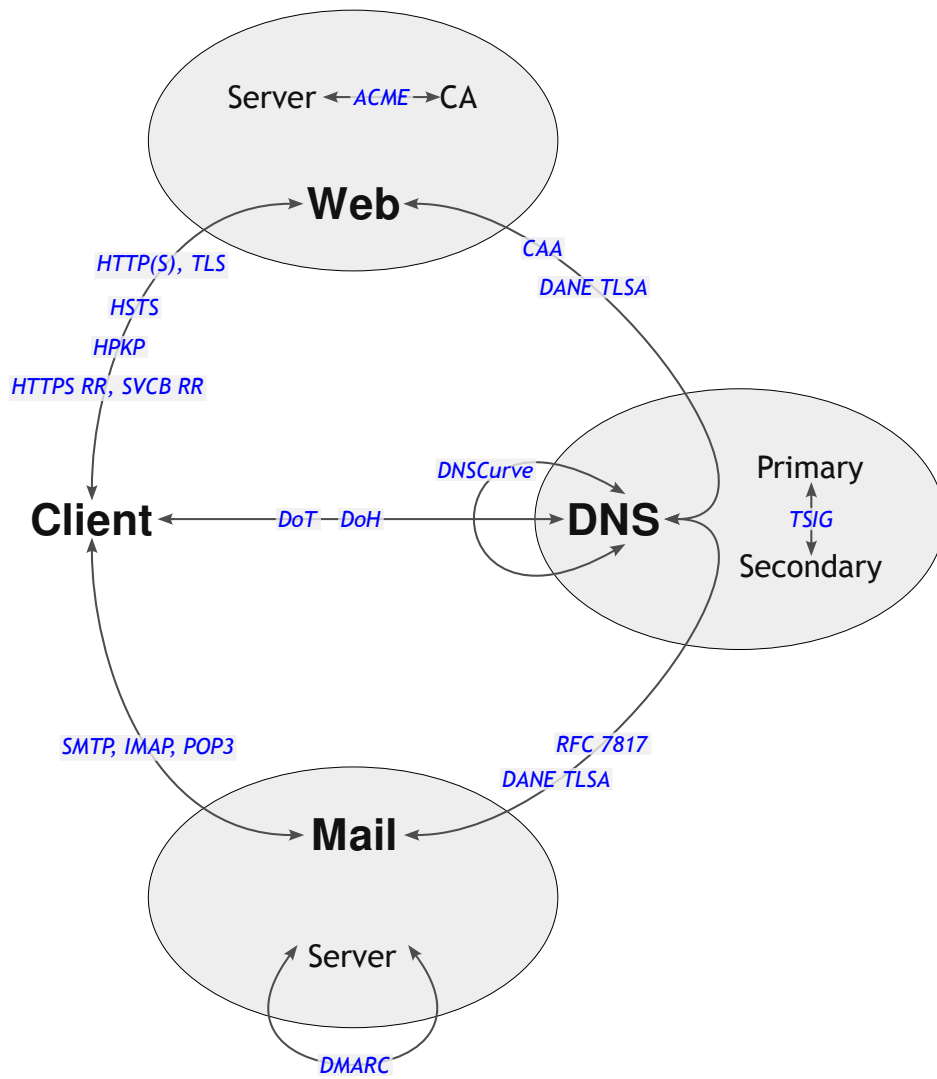 Server ACME CA
Web
CAA
HTTP(S), TLS
DANE TLSA
HSTS
HPKP
HTTPS RR, SVCB RR
DNSCurve
Primary
Client
DoT
DoH
DNS
TSIG
Secondary
SMTP, IMAP, POP3
RFC 7817
DANE TLSA
Mail
Server
DMARC